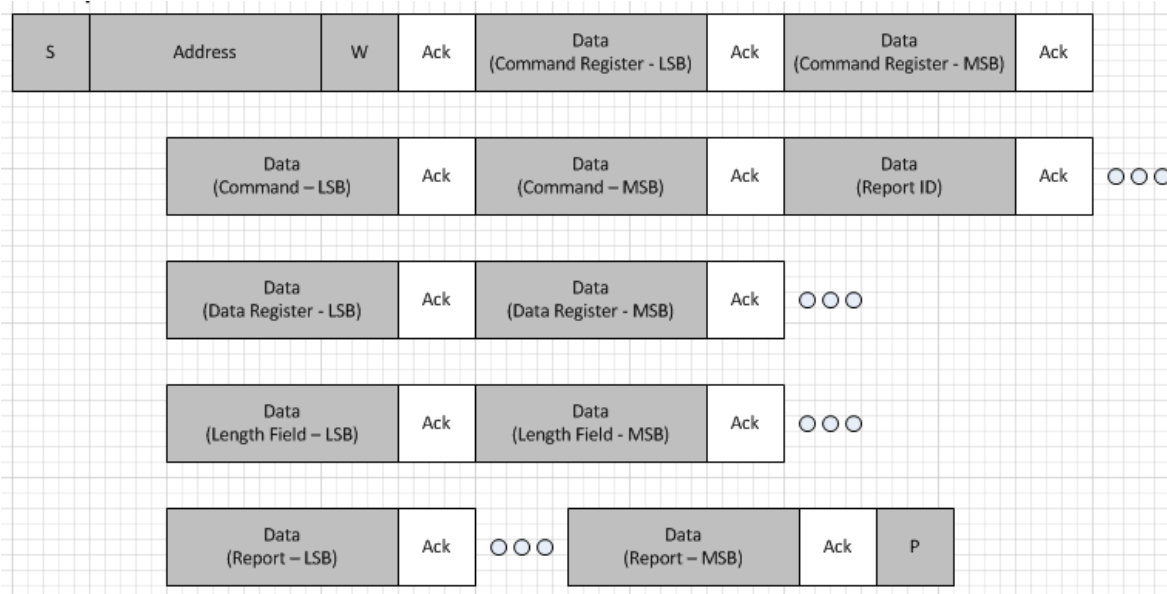 S
Address
W
Ack
Data
(Command Register - LSB)
Ack
Data
(Command Register - MSB)
Ack
Data
(Command – LSB)
Ack
Data
(Command – MSB)
Ack
Data
(Report ID)
Ack
Data
(Data Register - LSB)
Ack
Data
(Data Register - MSB)
Ack
Data
(Length Field – LSB)
Ack
Data
(Length Field - MSB)
Ack
Data
(Report – LSB)
Ack
Data
(Report – MSB)
Ack
P